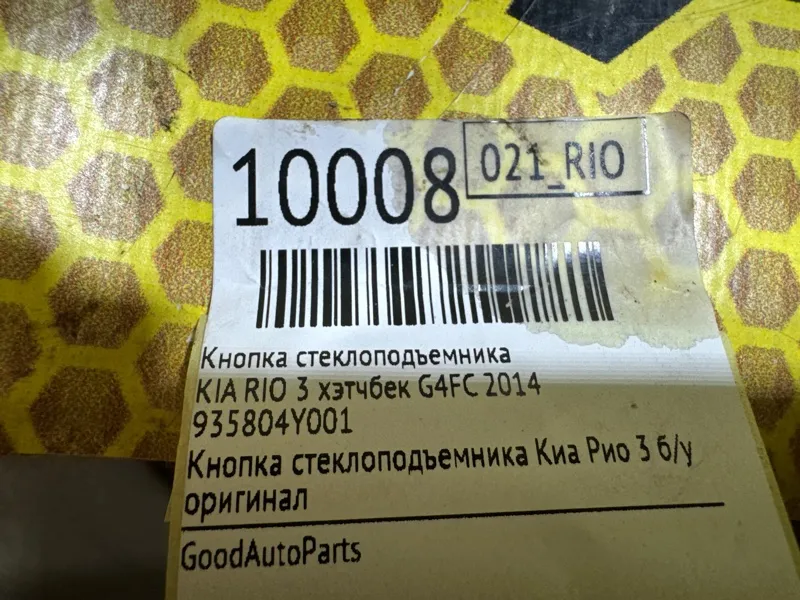 10008
021_RIO
Кнопка стеклоподъемника
KIA RIO 3 хэтчбек G4FC 2014
935804Y001
Кнопка стеклоподъемника Киа Рио 3 б/у
оригинал
GoodAutoParts